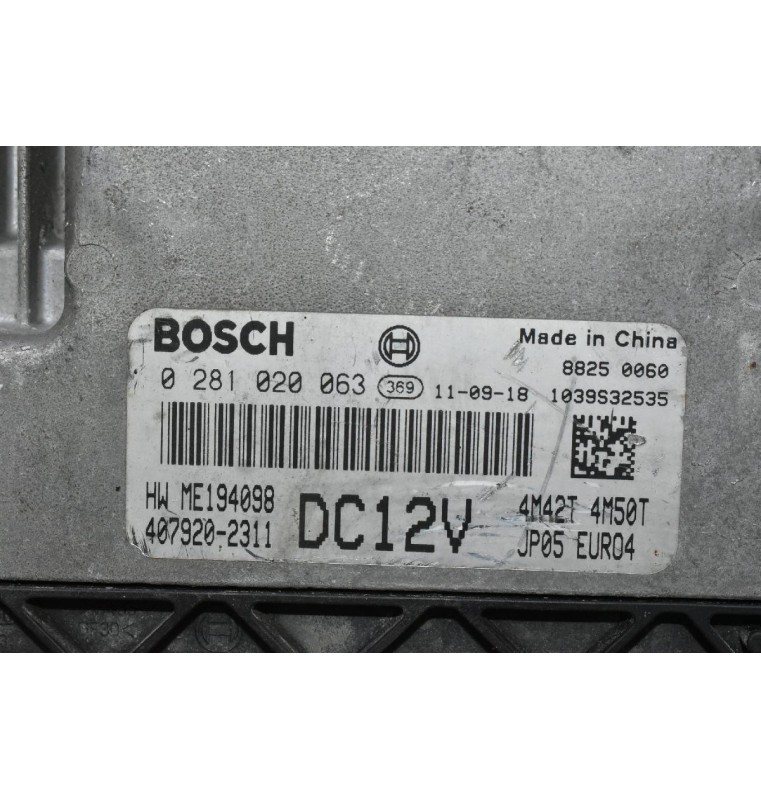 BOSCH Made in China
8825 0060
0 281 020 063 369 11-09-18 1039S32535
HW ME194098 DC12V 4M42T 4M50T
407920-2311 JP05 EURO4